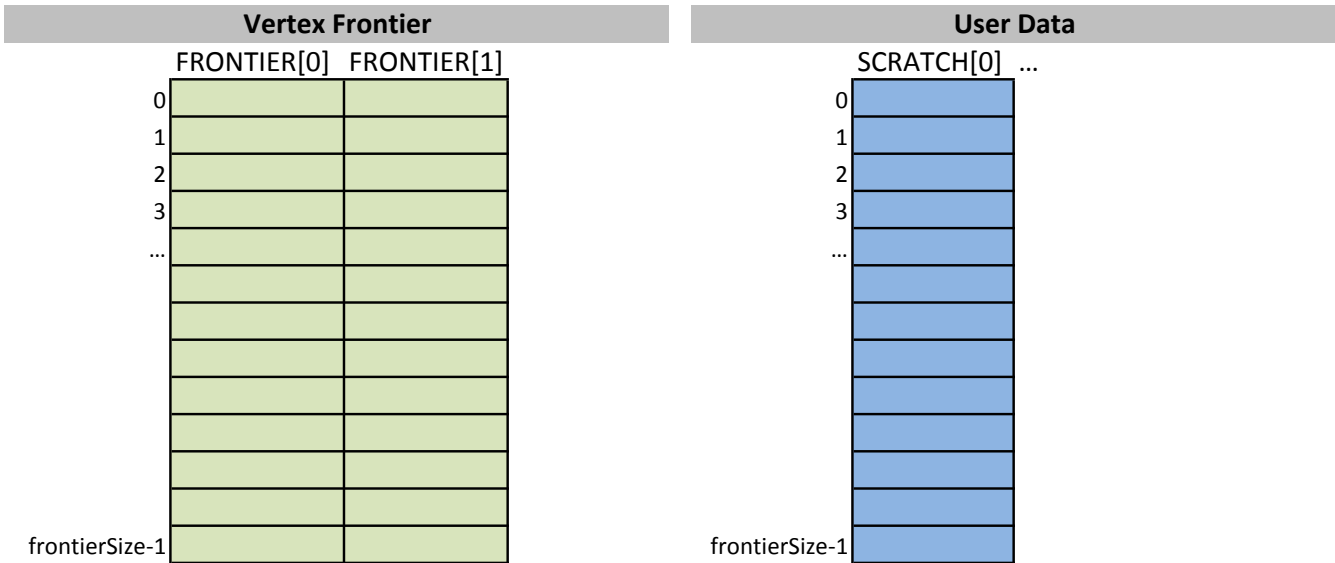 Vertex Frontier
FRONTIER[0] FRONTIER[1]
0
1
2
3
...
frontierSize-1
User Data
SCRATCH[0] ...
0
1
2
3
...
frontierSize-1